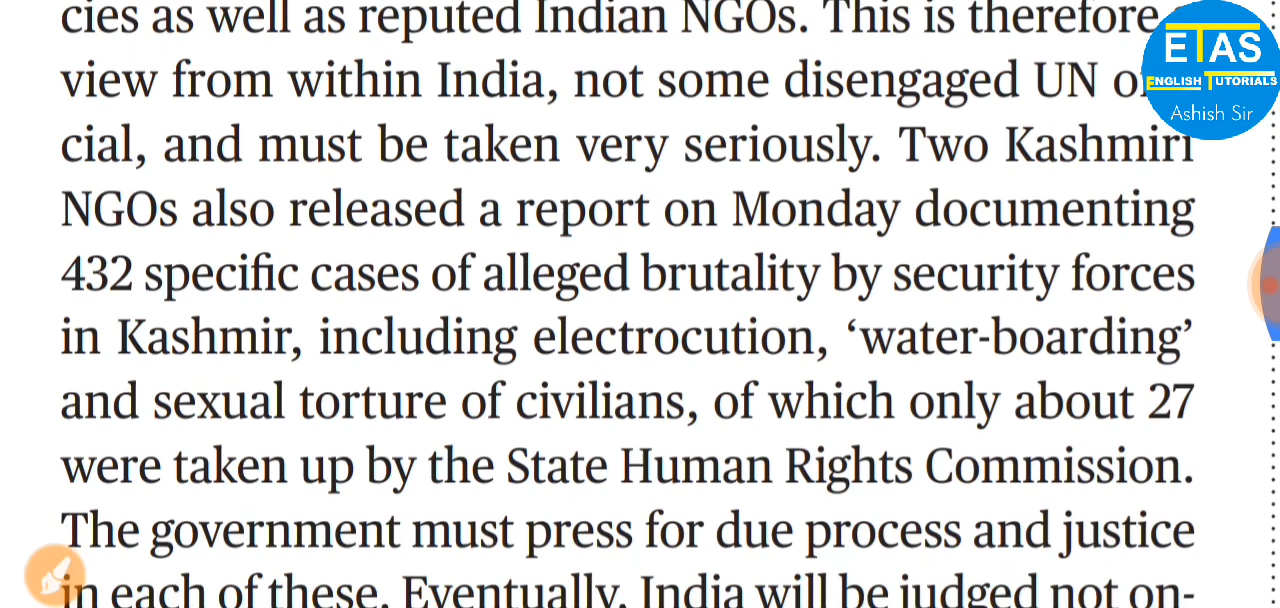 cies as well as reputed Indian NGOs. This is therefore
view from within India, not some disengaged UN
cial, and must be taken very seriously. Two Kashmiri
NGOs also released a report on Monday documenting
432 specific cases of alleged brutality by security forces
in Kashmir, including electrocution, ‘water-boarding’
and sexual torture of civilians, of which only about 27
were taken up by the State Human Rights Commission.
The government must press for due process and justice
in each of these. Eventually, India will be judged not on-
ETAS
ENGLISH TUTORIALS
Ashish Sir